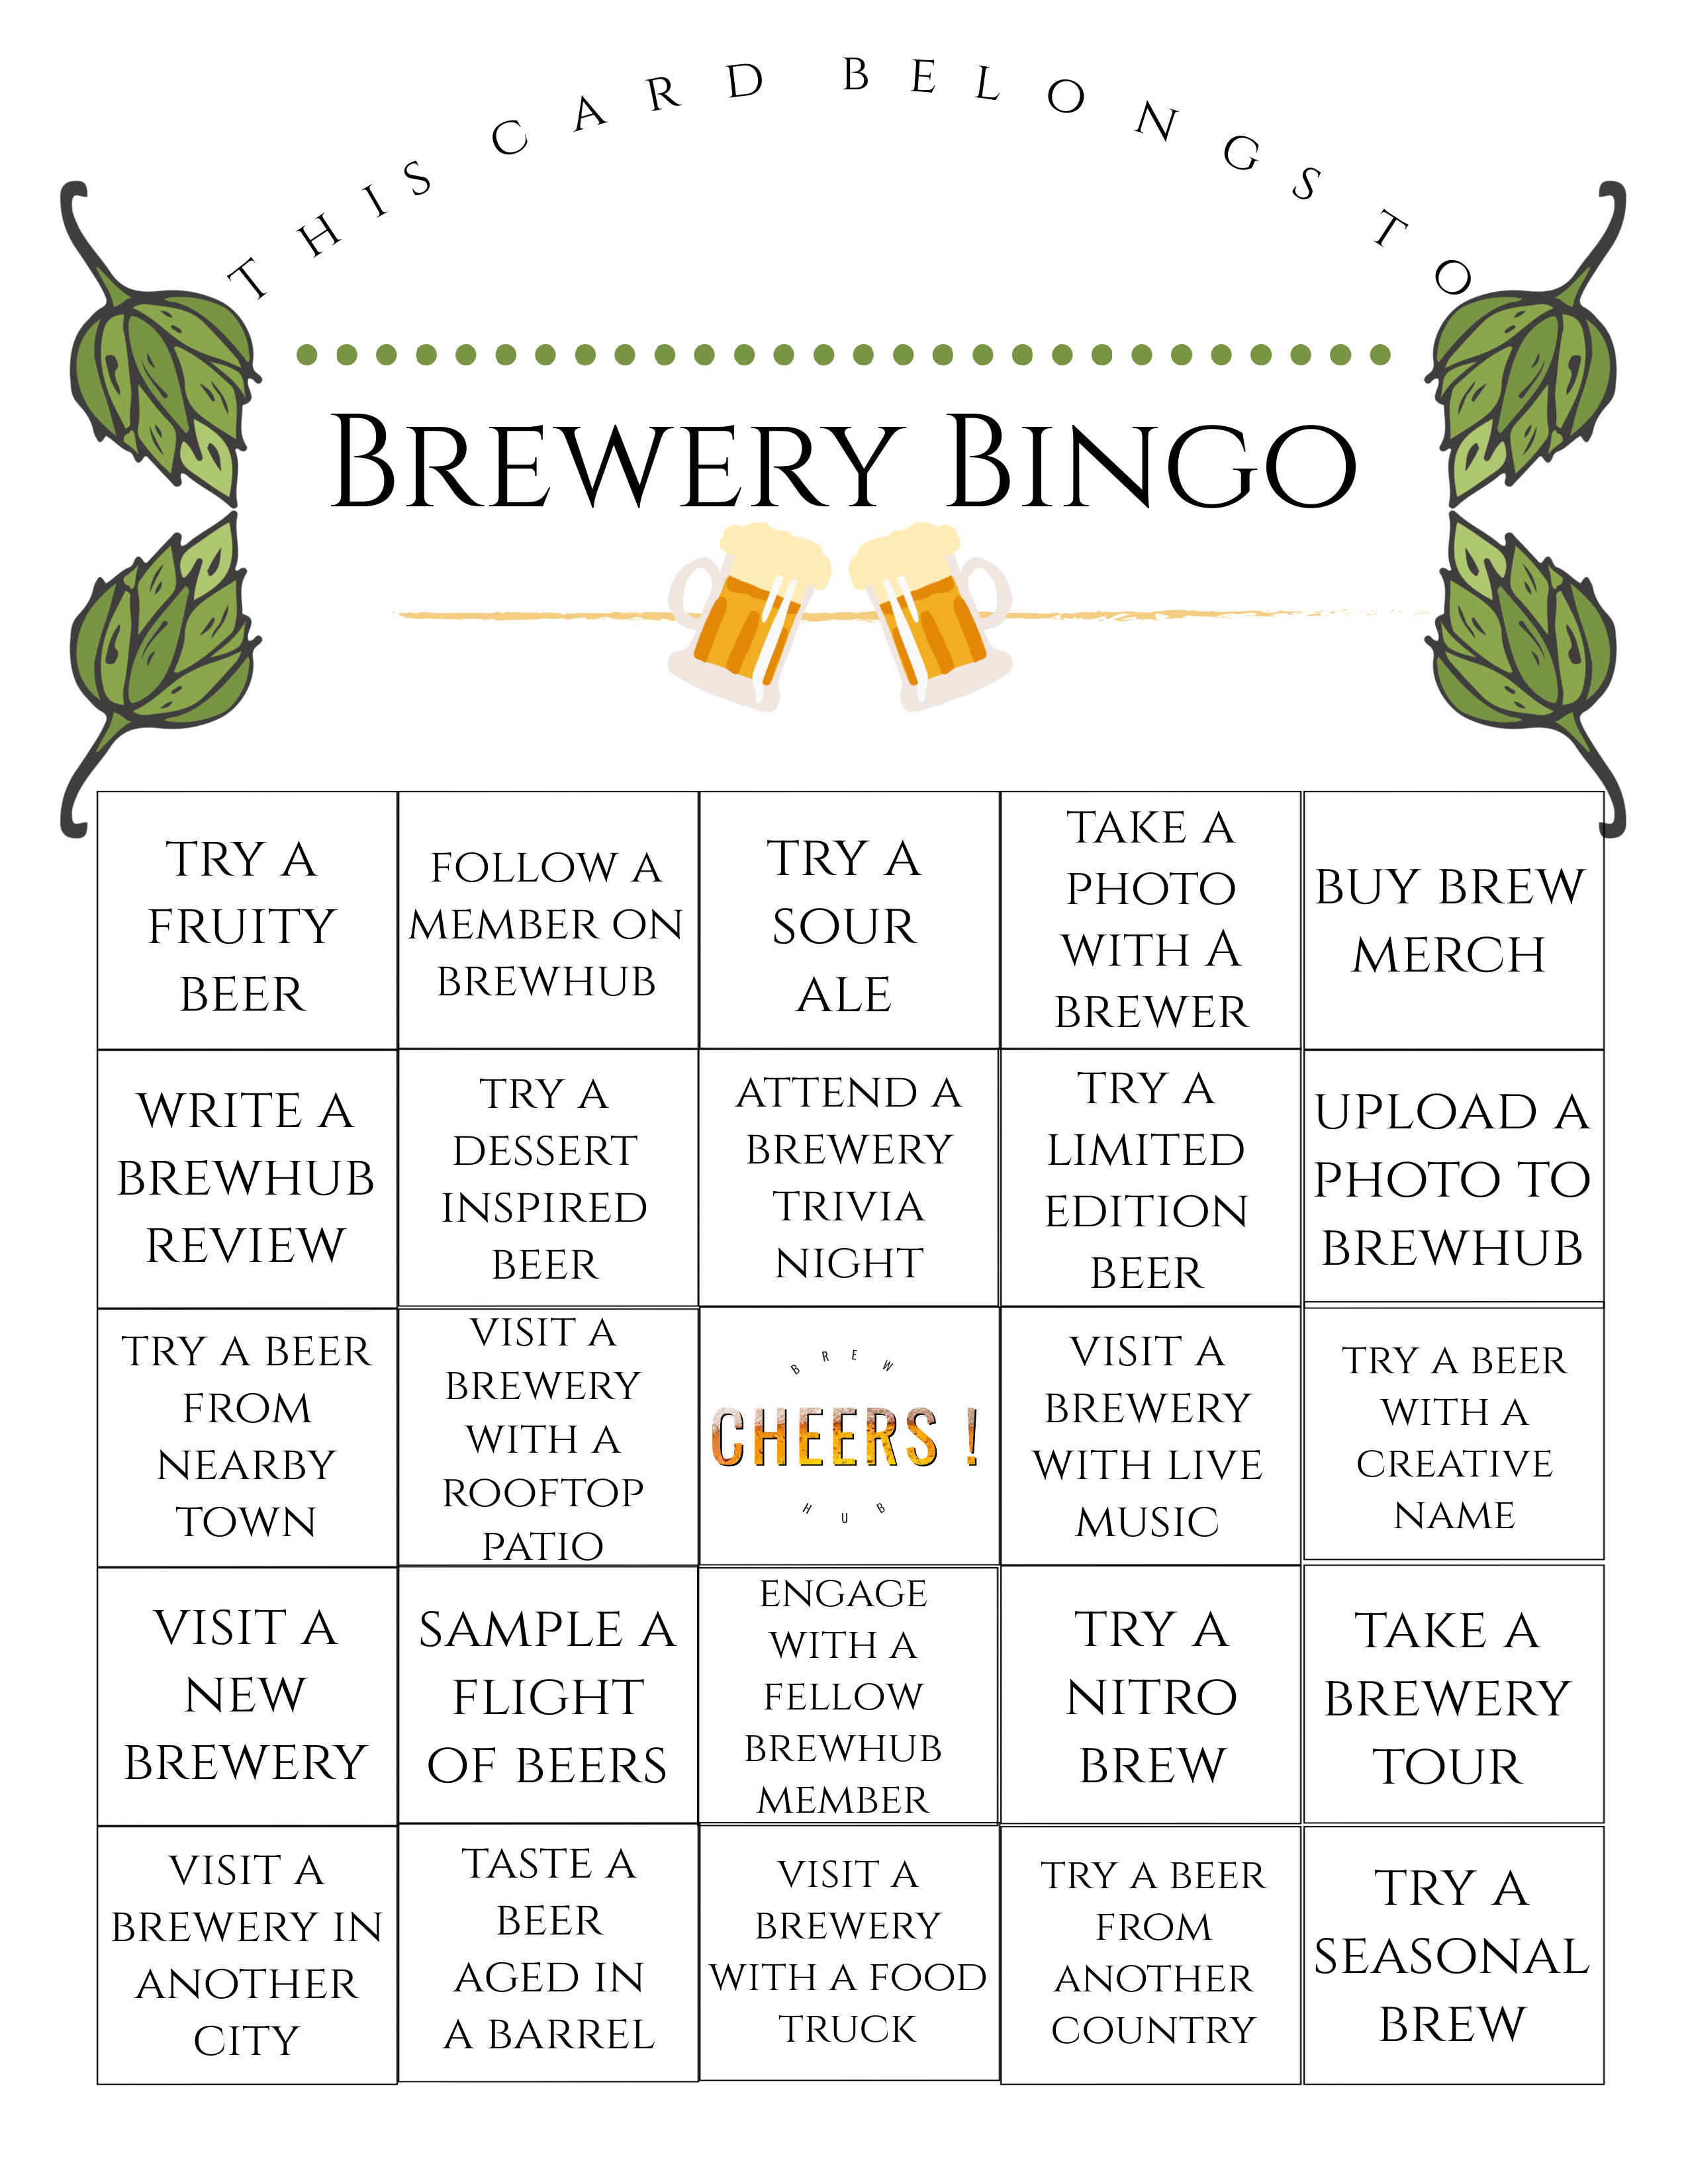 THIS CARD BELONGS TO
BREWERY BINGO
TRY A
FRUITY
BEER
FOLLOW A
MEMBER ON
BREWHUB
TRY A
SOUR
ALE
TAKE A
PHOTO
WITH A
BREWER
BUY BREW
MERCH
WRITE A
BREWHUB
REVIEW
TRY A
DESSERT
INSPIRED
BEER
ATTEND A
BREWERY
TRIVIA
NIGHT
TRY A
LIMITED
EDITION
BEER
UPLOAD A
PHOTO TO
BREWHUB
TRY A BEER
FROM
NEARBY
TOWN
VISIT A
BREWERY
WITH A
ROOFTOP
PATIO
BREW
CHEERS !
HUB
VISIT A
BREWERY
WITH LIVE
MUSIC
TRY A BEER
WITH A
CREATIVE
NAME
VISIT A
NEW
BREWERY
SAMPLE A
FLIGHT
OF BEERS
ENGAGE
WITH A
FELLOW
BREWHUB
MEMBER
TRY A
NITRO
BREW
TAKE A
BREWERY
TOUR
VISIT A
BREWERY IN
ANOTHER
CITY
TASTE A
BEER
AGED IN
A BARREL
VISIT A
BREWERY
WITH A FOOD
TRUCK
TRY A BEER
FROM
ANOTHER
COUNTRY
TRY A
SEASONAL
BREW